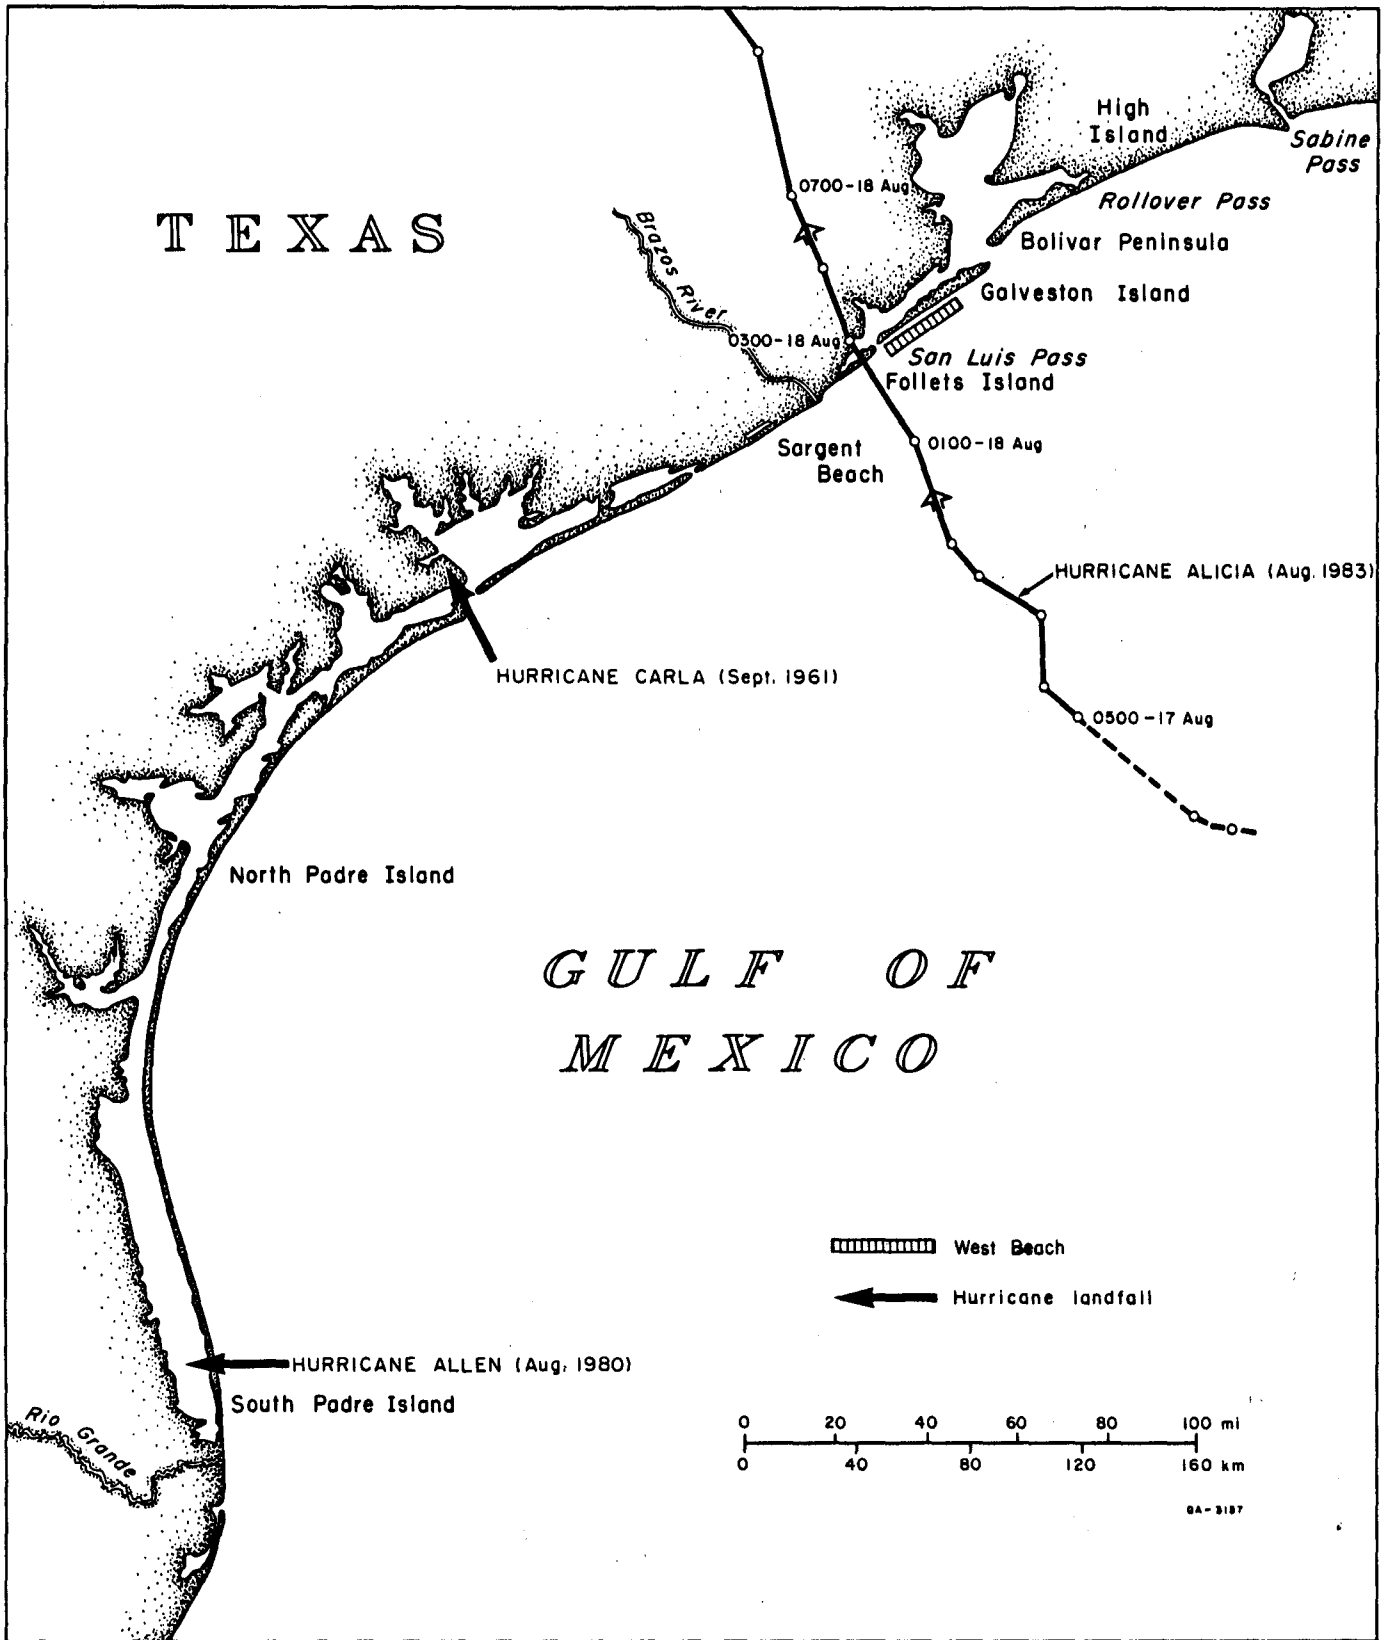 High
Island
Sabine
Pass
0700-18 Aug
Rollover Pass
TEXAS
Brazos River
Bolivar Peninsula
Galveston Island
0300-18 Aug
San Luis Pass
Follets Island
0100-18 Aug
Sargent
Beach
HURRICANE ALICIA (Aug. 1983)
HURRICANE CARLA (Sept. 1961)
0500-17 Aug
North Padre Island
GULF OF
MEXICO
West Beach
Hurricane landfall
HURRICANE ALLEN (Aug. 1980)
South Padre Island
Rio Grande
0 20 40 60 80 100 mi
0 40 80 120 160 km
QA-3137